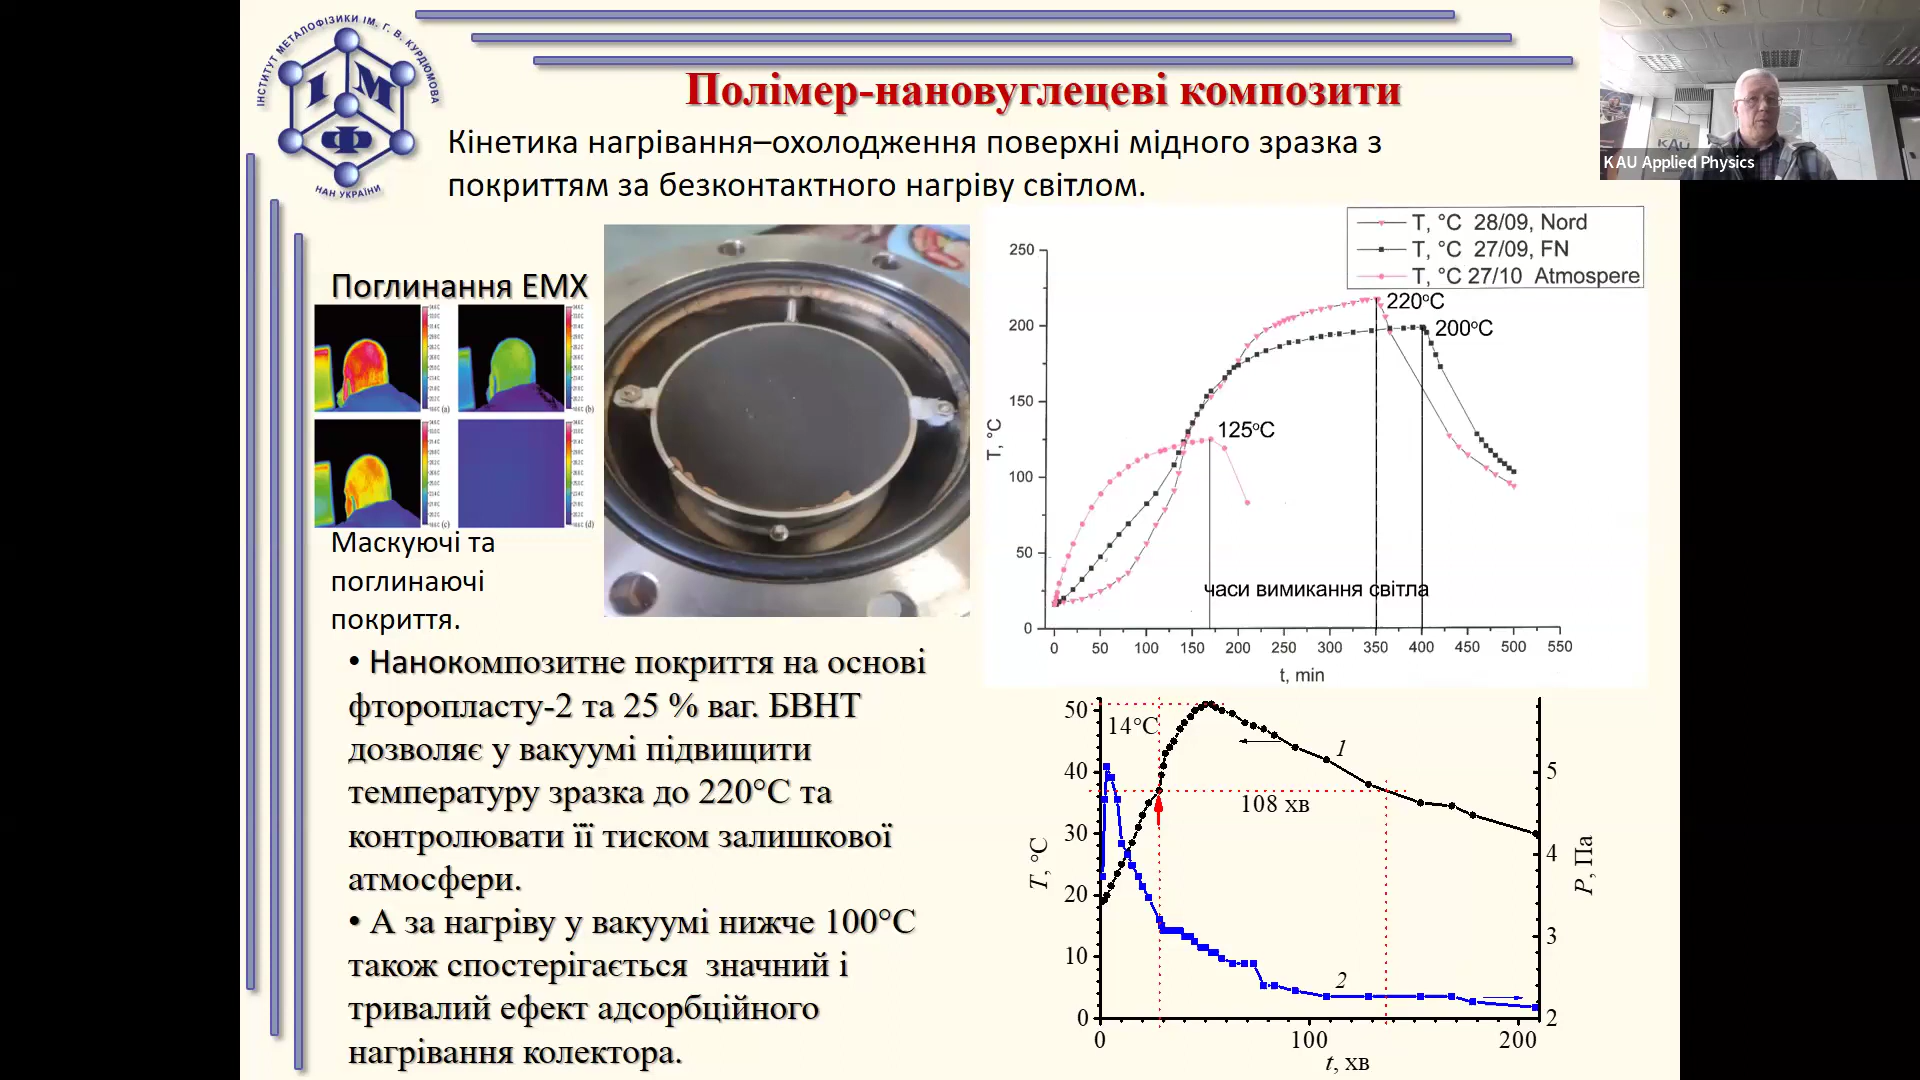 ІНСТИТУТ МЕТАЛОФІЗИКИ ІМ. Г. В. КУРДЮМОВА
ІМФ
НАН УКРАЇНИ
Полімер-нановуглецеві композити
Кінетика нагрівання–охолодження поверхні мідного зразка з
покриттям за безконтактного нагріву світлом.
KAU
KAU Applied Physics
Поглинання ЕМХ
(a)
(b)
(c)
(d)
Маскуючі та
поглинаючі
покриття.
• Нанокомпозитне покриття на основі
фторопласту-2 та 25 % ваг. БВНТ
дозволяє у вакуумі підвищити
температуру зразка до 220°С та
контролювати її тиском залишкової
атмосфери.
• А за нагріву у вакуумі нижче 100°С
також спостерігається значний і
тривалий ефект адсорбційного
нагрівання колектора.
T, °C 28/09, Nord
T, °C 27/09, FN
T, °C 27/10 Atmospere
250
200
150
100
50
0
T, °C
220°C
200°C
125°C
часи вимикання світла
0 50 100 150 200 250 300 350 400 450 500 550
t, min
50
40
30
20
10
0
T, °C
14°C
1
108 хв
2
5
4
3
2
P, Па
0 100 200
t, хв